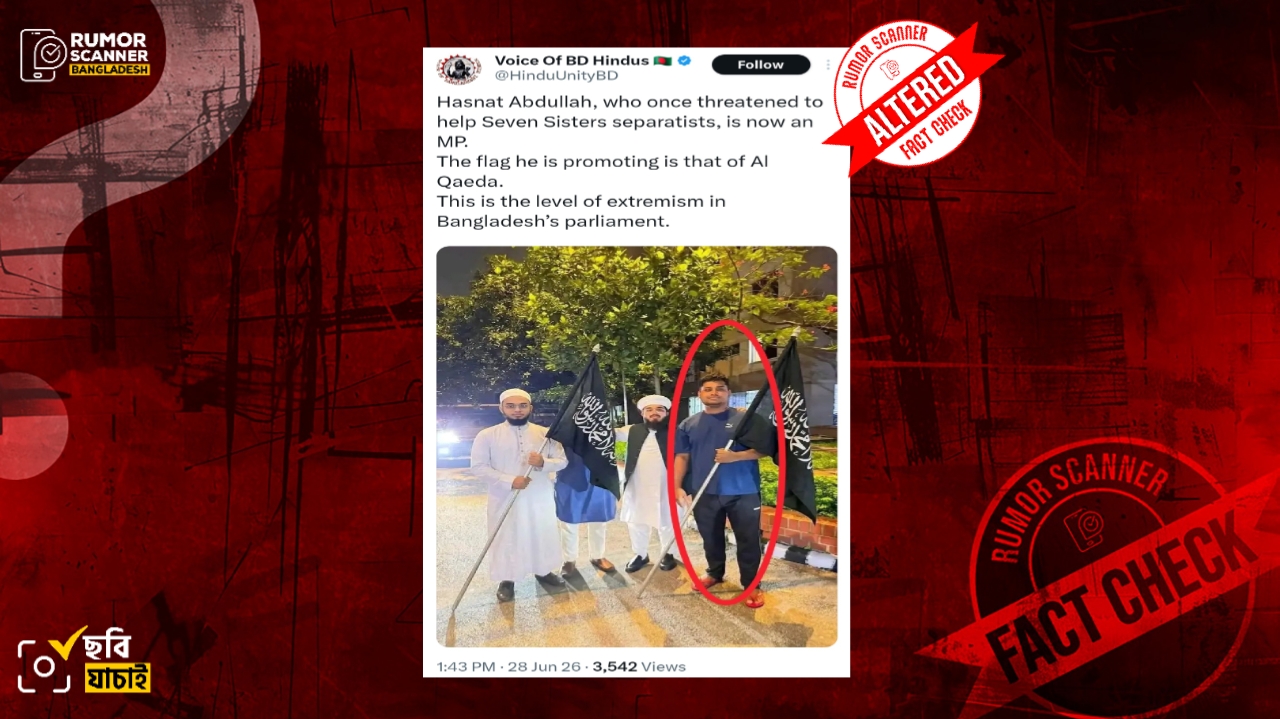 RUMOR
SCANNER
BANGLADESH
Voice Of BD Hindus
@HinduUnityBD
Follow
Hasnat Abdullah, who once threatened to
help Seven Sisters separatists, is now an
MP.
The flag he is promoting is that of Al
Qaeda.
This is the level of extremism in
Bangladesh’s parliament.
1:43 PM · 28 Jun 26 · 3,542 Views
RUMOR SCANNER
ALTERED
FACT CHECK
RUMOR SCANNER
FACT CHECK
ছবি
যাচাই